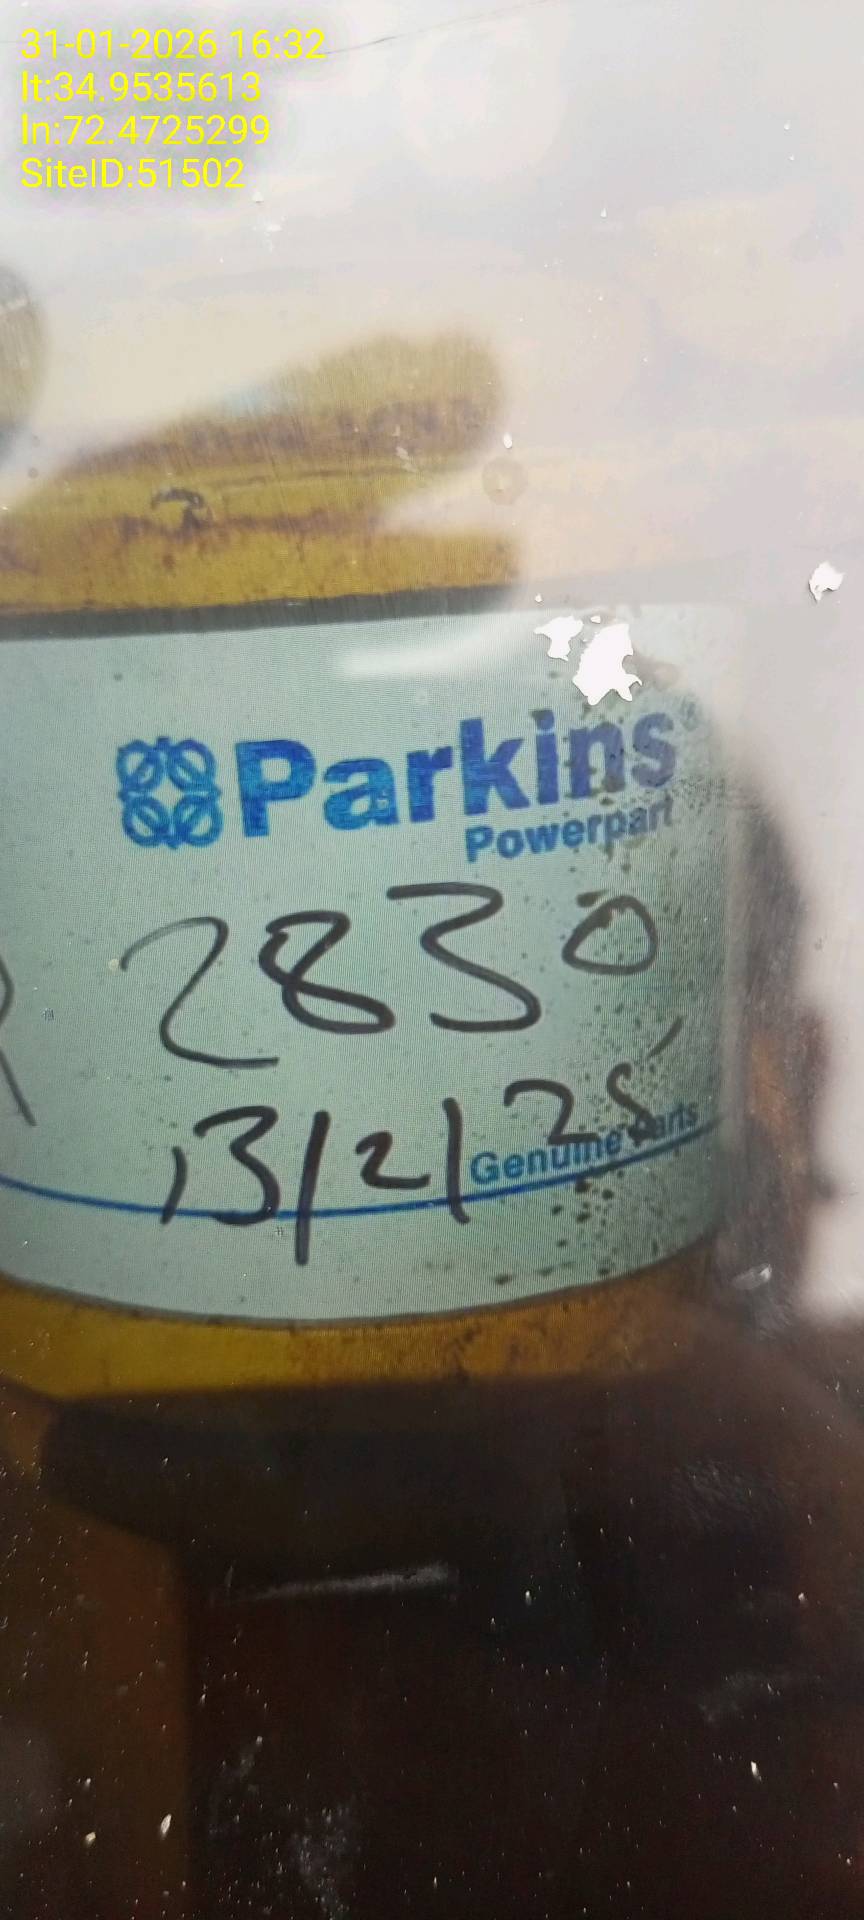 31-01-2026 16:32
lt:34.9535613
ln:72.4725299
SiteID:51502
Parkins
Powerpart
2830
13/2/25
Genuine Parts